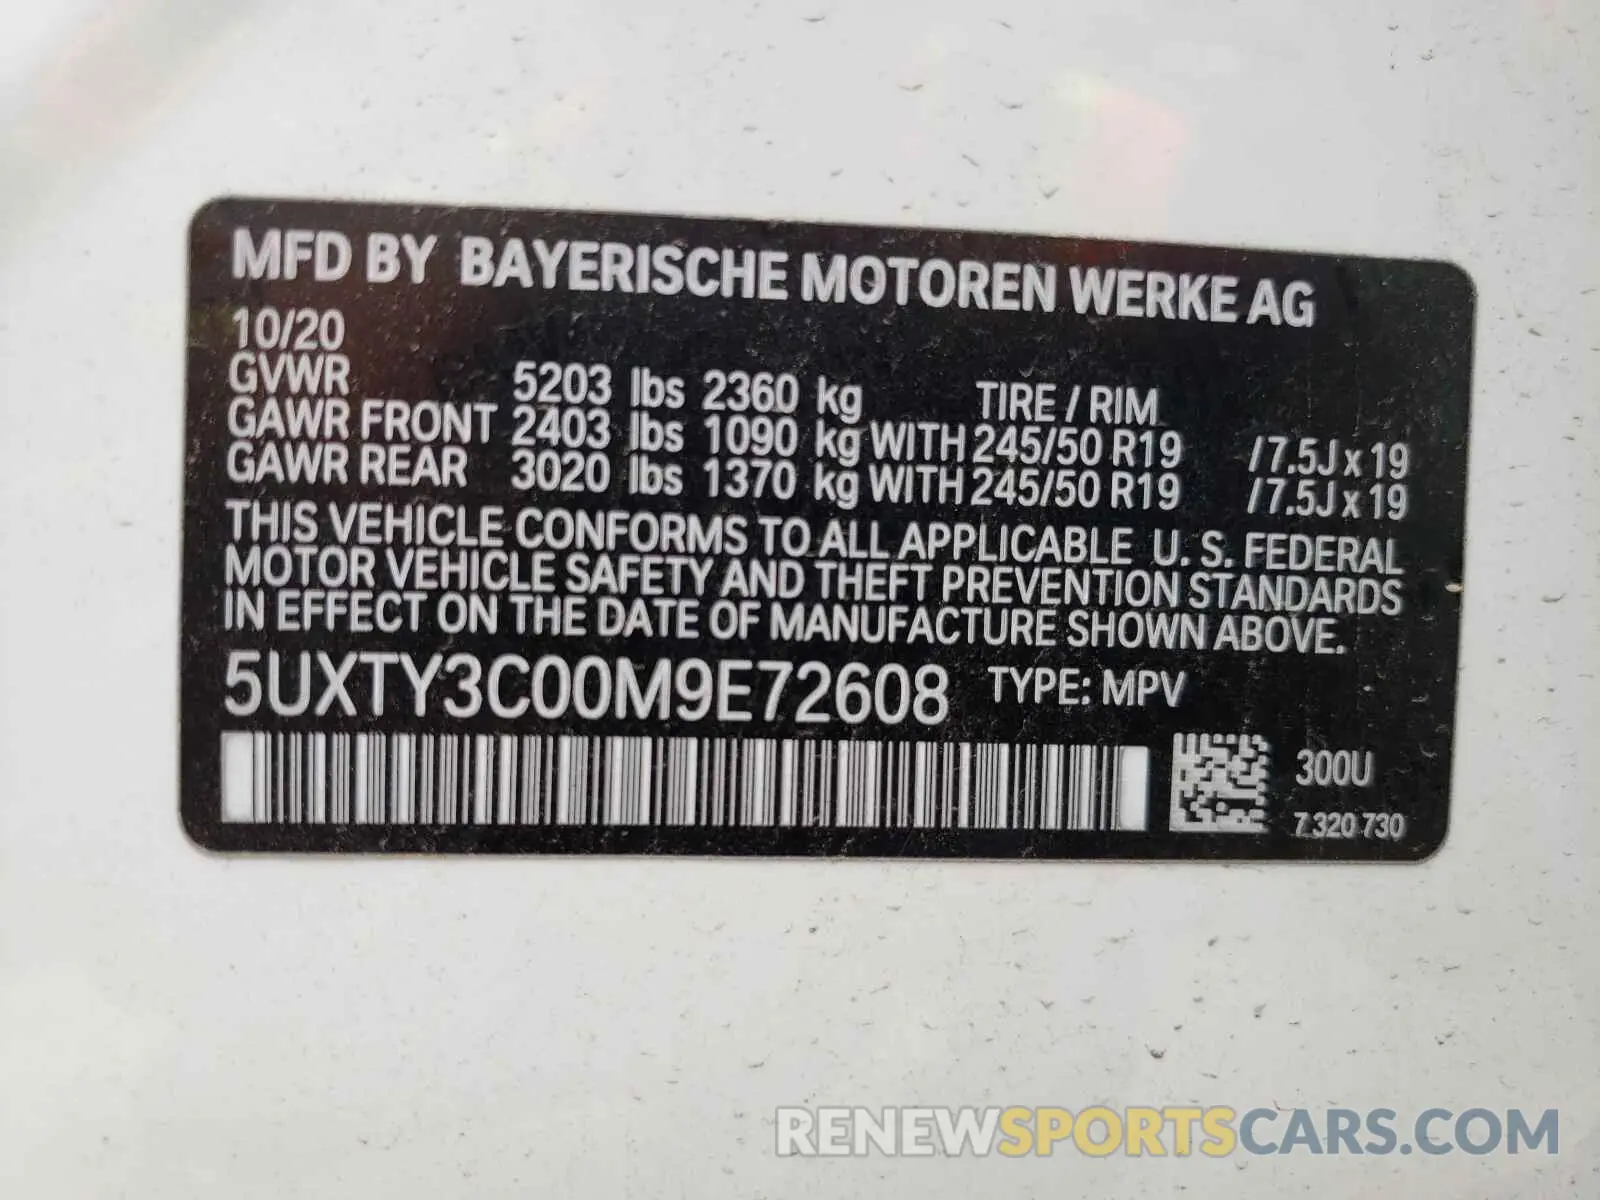 MFD BY BAYERISCHE MOTOREN WERKE AG
10/20
GVWR 5203 lbs 2360 kg TIRE / RIM
GAWR FRONT 2403 lbs 1090 kg WITH 245/50 R19 /7.5J x 19
GAWR REAR 3020 lbs 1370 kg WITH 245/50 R19 /7.5J x 19
THIS VEHICLE CONFORMS TO ALL APPLICABLE U. S. FEDERAL
MOTOR VEHICLE SAFETY AND THEFT PREVENTION STANDARDS
IN EFFECT ON THE DATE OF MANUFACTURE SHOWN ABOVE.
5UXTY3C00M9E72608 TYPE: MPV
300U
7 320 730
RENEWSPORTSCARS.COM